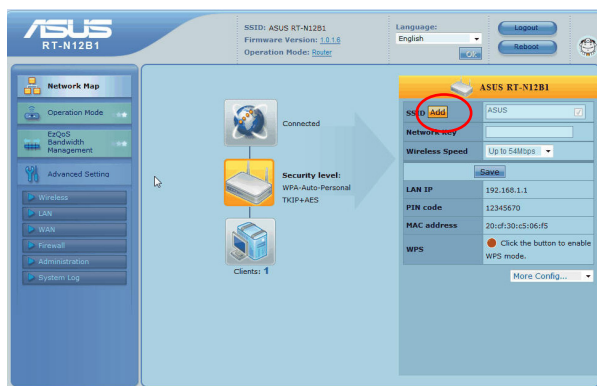 ASUS
RT-N12B1
SSID: ASUS RT-N12B1
Firmware Version: 1.0.1.6
Operation Mode: Router
Language:
English
OK
Logout
Reboot
Network Map
Operation Mode
EzQoS
Bandwidth
Management
Advanced Setting
Wireless
LAN
WAN
Firewall
Administration
System Log
Connected
Security level:
WPA-Auto-Personal
TKIP+AES
Clients: 1
ASUS RT-N12B1
SSID Add ASUS
Network Key
Wireless Speed Up to 54Mbps
Save
LAN IP 192.168.1.1
PIN code 12345670
MAC address 20:cf:30:c5:06:f5
WPS Click the button to enable
WPS mode.
More Config...